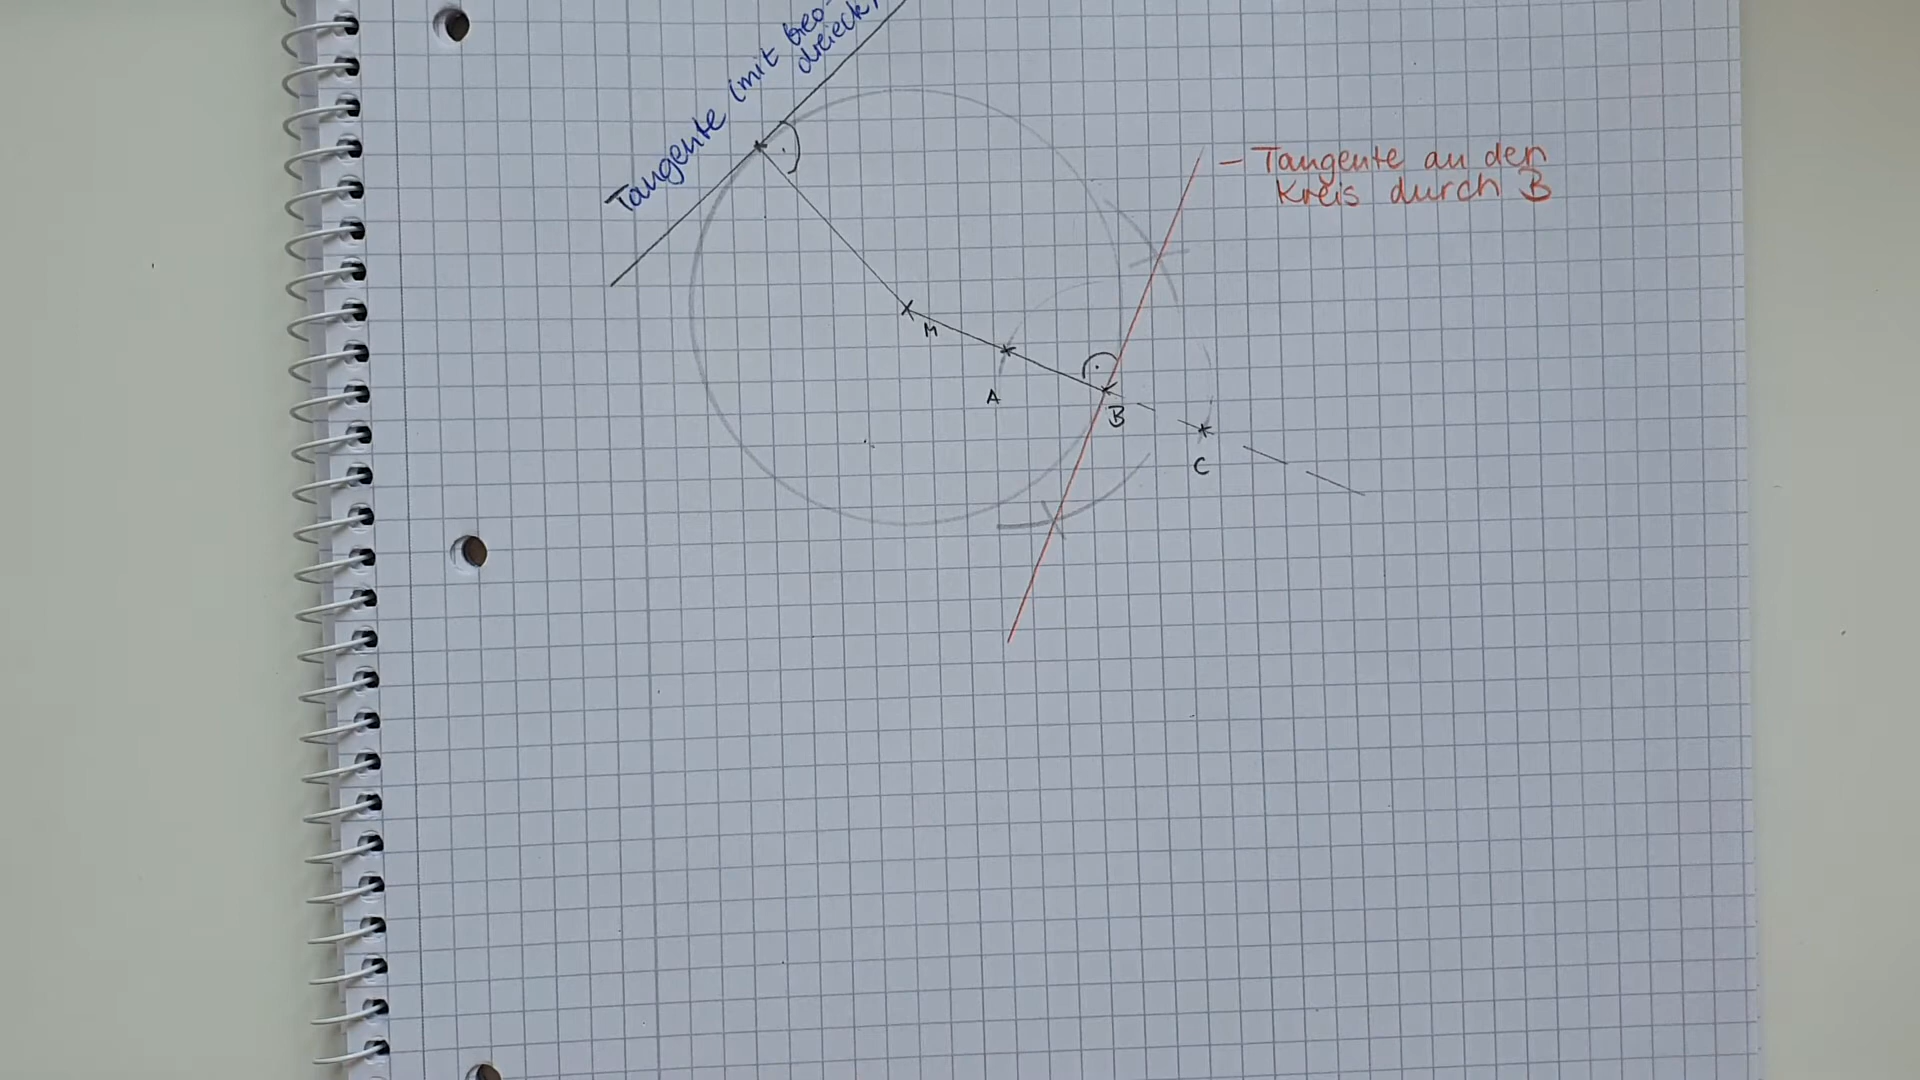 Tangente (mit Geo-
dreieck)
– Tangente an den
Kreis durch B
M
A
B
C